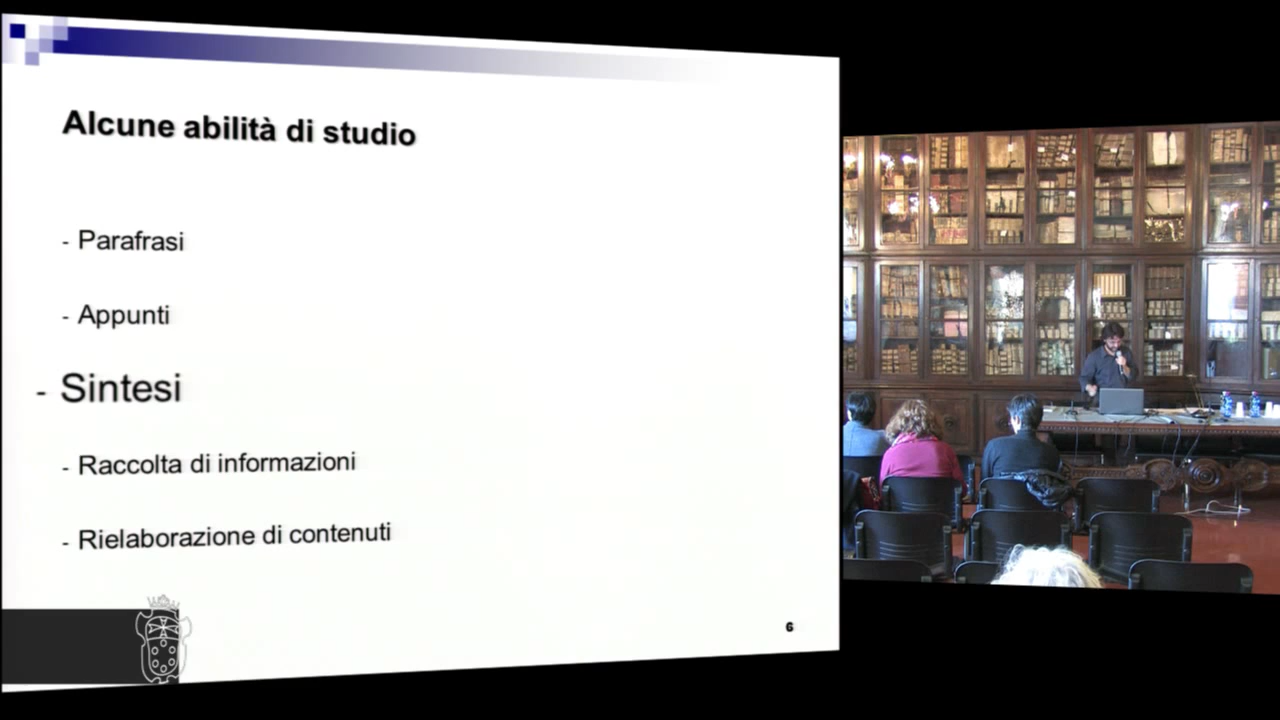 Alcune abilità di studio
- Parafrasi
- Appunti
- Sintesi
- Raccolta di informazioni
- Rielaborazione di contenuti
6